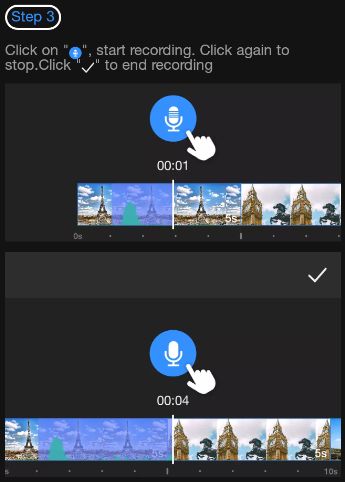 Step 3
Click on "", start recording. Click again to
stop.Click "✓" to end recording
00:01
5s
0s
00:04
5s
5s
s
10s